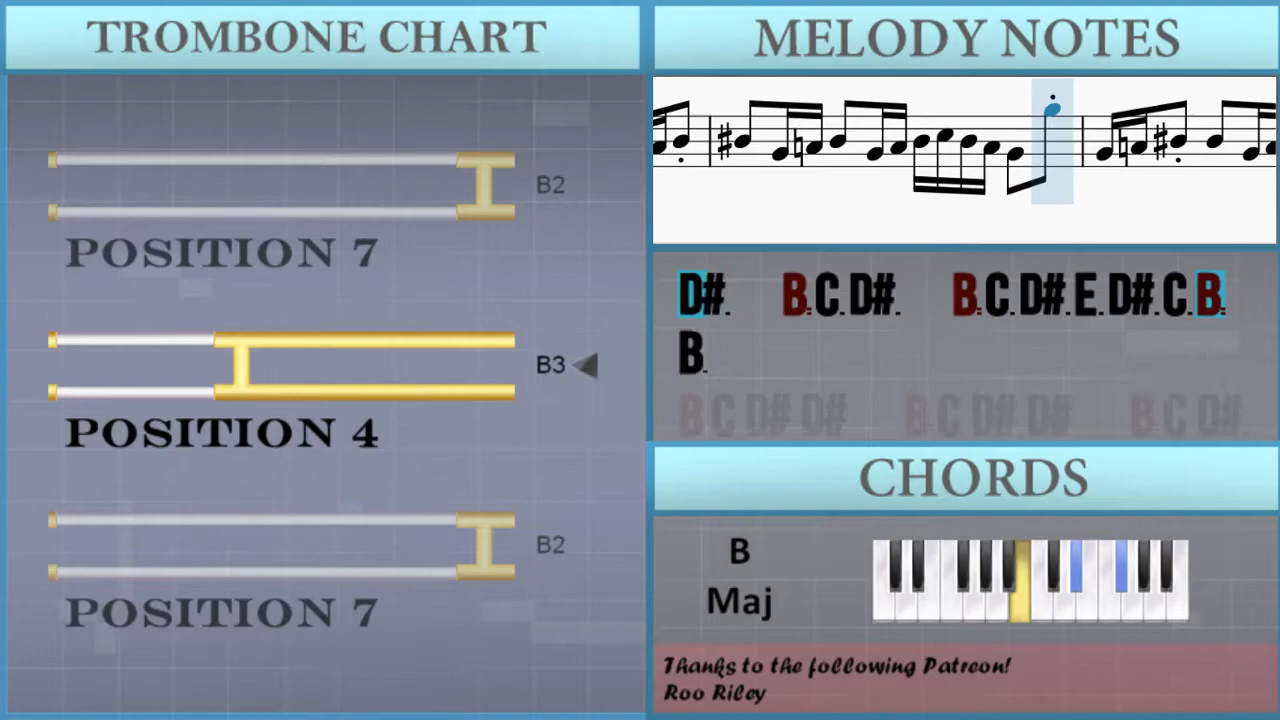 TROMBONE CHART
B2
POSITION 7
B3
POSITION 4
B2
POSITION 7
MELODY NOTES
D#. B. C. D#. B. C. D#. E. D#. C. B.
B.
B C D# D# B C D# D# B C D#.
CHORDS
B
Maj
Thanks to the following Patreon!
Roo Riley